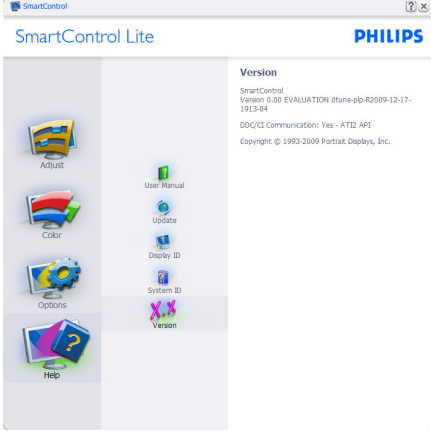 SmartControl
SmartControl Lite
PHILIPS
Adjust
Color
Options
Help
User Manual
Update
Display ID
System ID
X.X
Version
Version
SmartControl
Version 0.00 EVALUATION dtune-plp-R2009-12-17-
1913-04
DDC/CI Communication: Yes - ATI2 API
Copyright © 1993-2009 Portrait Displays, Inc.